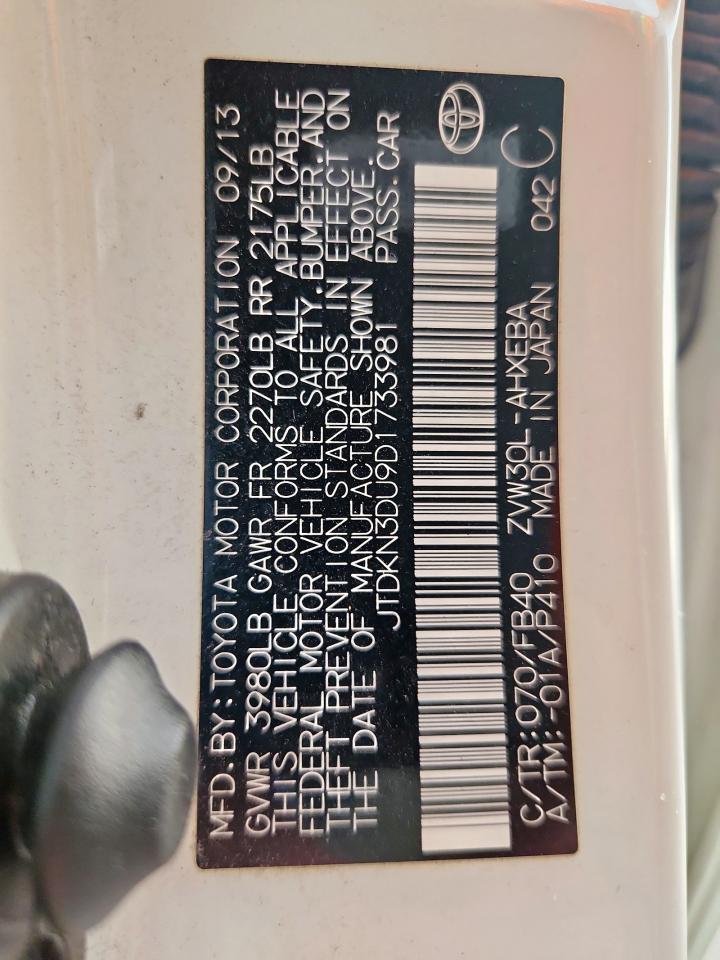 MFD.BY:TOYOTA MOTOR CORPORATION 09/13
GVWR 3980LB GAWR FR 2270LB RR 2175LB
THIS VEHICLE CONFORMS TO ALL APPLICABLE
FEDERAL MOTOR VEHICLE SAFETY,BUMPER,AND
THEFT PREVENTION STANDARDS IN EFFECT ON
THE DATE OF MANUFACTURE SHOWN ABOVE.
JTDKN3DU9D1733981 PASS.CAR
C/TR:070/FB40 ZVW30L-AHXEBA
A/TM:-01A/P410 MADE IN JAPAN 042 C